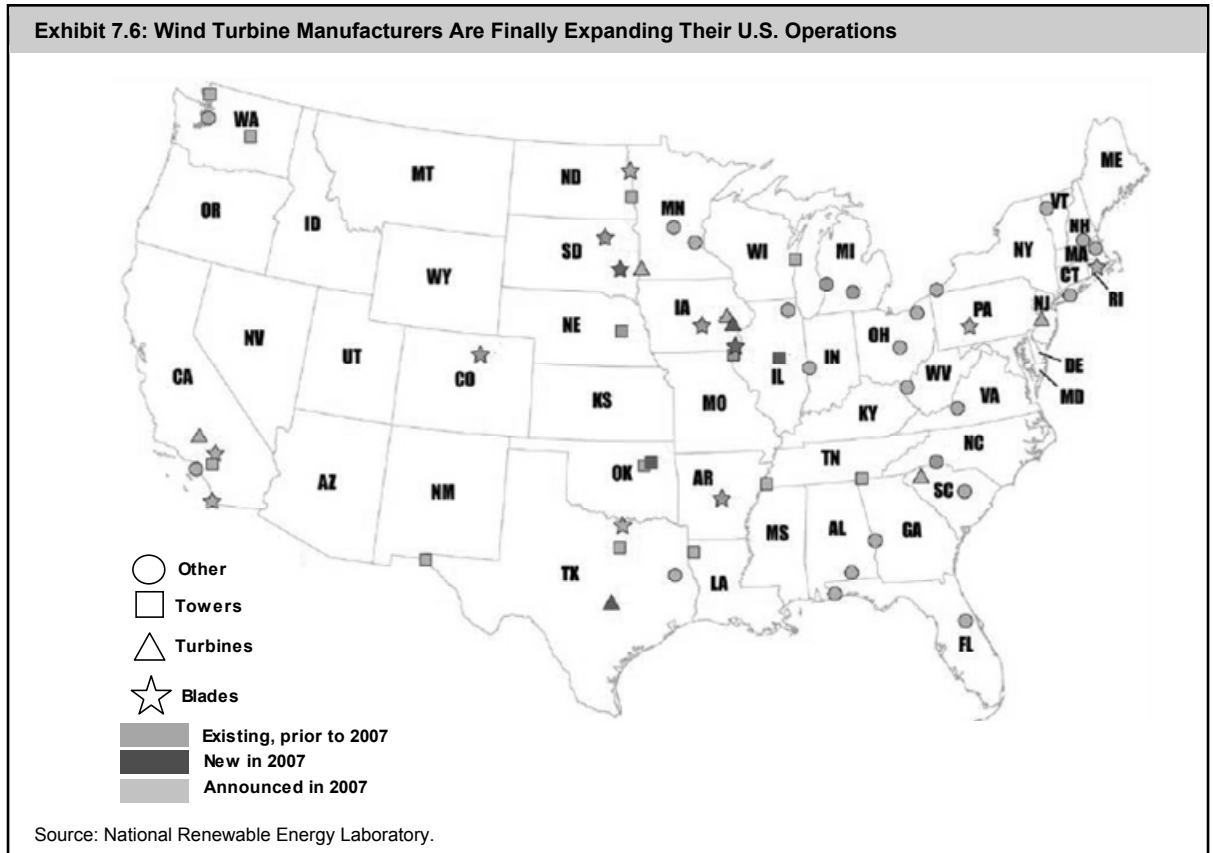 Exhibit 7.6: Wind Turbine Manufacturers Are Finally Expanding Their U.S. Operations
WA
MT
ND
MN
ME
VT
NH
OR
ID
SD
WI
MI
NY
MA
WY
CT
RI
IA
PA
NJ
NE
NV
UT
CO
OH
IL
IN
WV
DE
MD
CA
KS
MO
KY
VA
NC
TN
OK
AR
AZ
NM
SC
MS
AL
GA
TX
LA
FL
Other
Towers
Turbines
Blades
Existing, prior to 2007
New in 2007
Announced in 2007
Source: National Renewable Energy Laboratory.